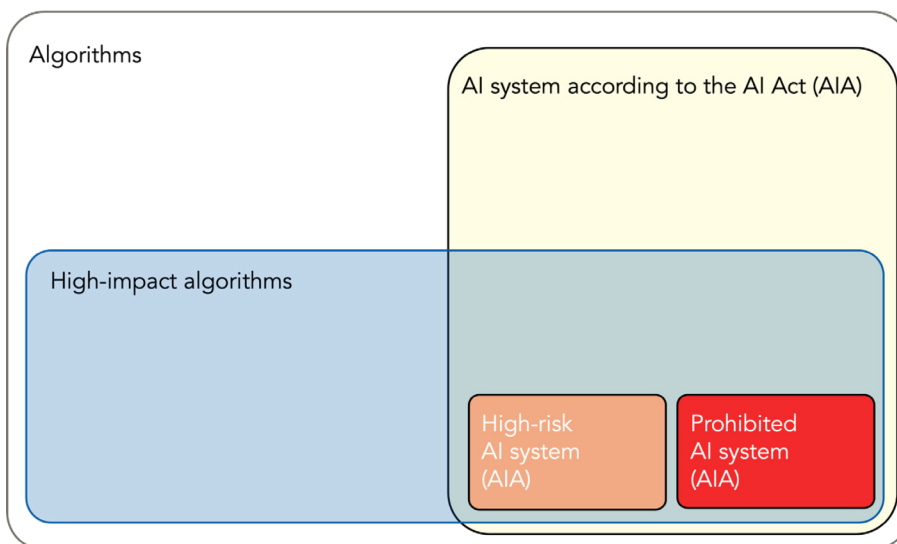 Algorithms
AI system according to the AI Act (AIA)
High-impact algorithms
High-risk
AI system
(AIA)
Prohibited
AI system
(AIA)